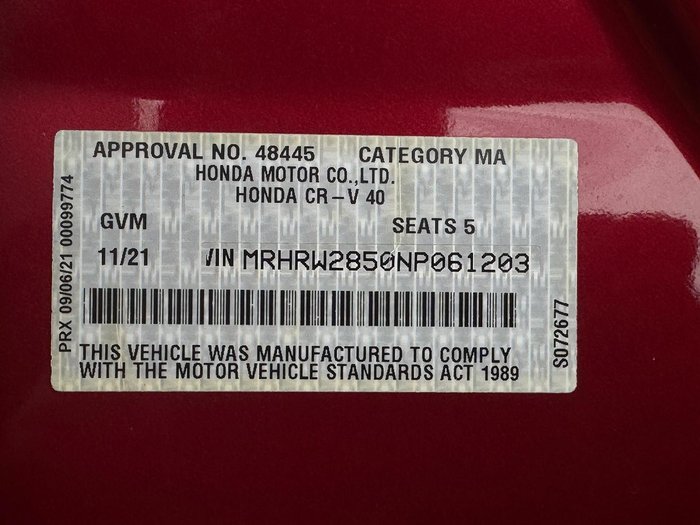 APPROVAL NO. 48445 CATEGORY MA
HONDA MOTOR CO.,LTD.
HONDA CR-V 40
GVM SEATS 5
11/21 VIN MRHRW2850NP061203
THIS VEHICLE WAS MANUFACTURED TO COMPLY
WITH THE MOTOR VEHICLE STANDARDS ACT 1989
PRX 09/06/21 00099774
S072677